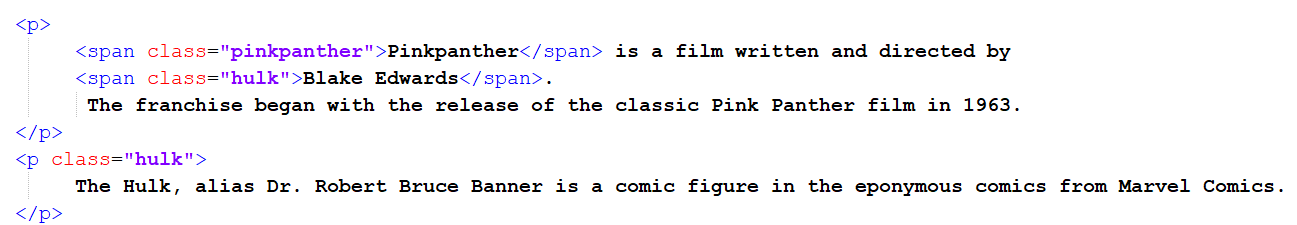 <p>
<span class="pinkpanther">Pinkpanther</span> is a film written and directed by
<span class="hulk">Blake Edwards</span>.
The franchise began with the release of the classic Pink Panther film in 1963.
</p>
<p class="hulk">
The Hulk, alias Dr. Robert Bruce Banner is a comic figure in the eponymous comics from Marvel Comics.
</p>